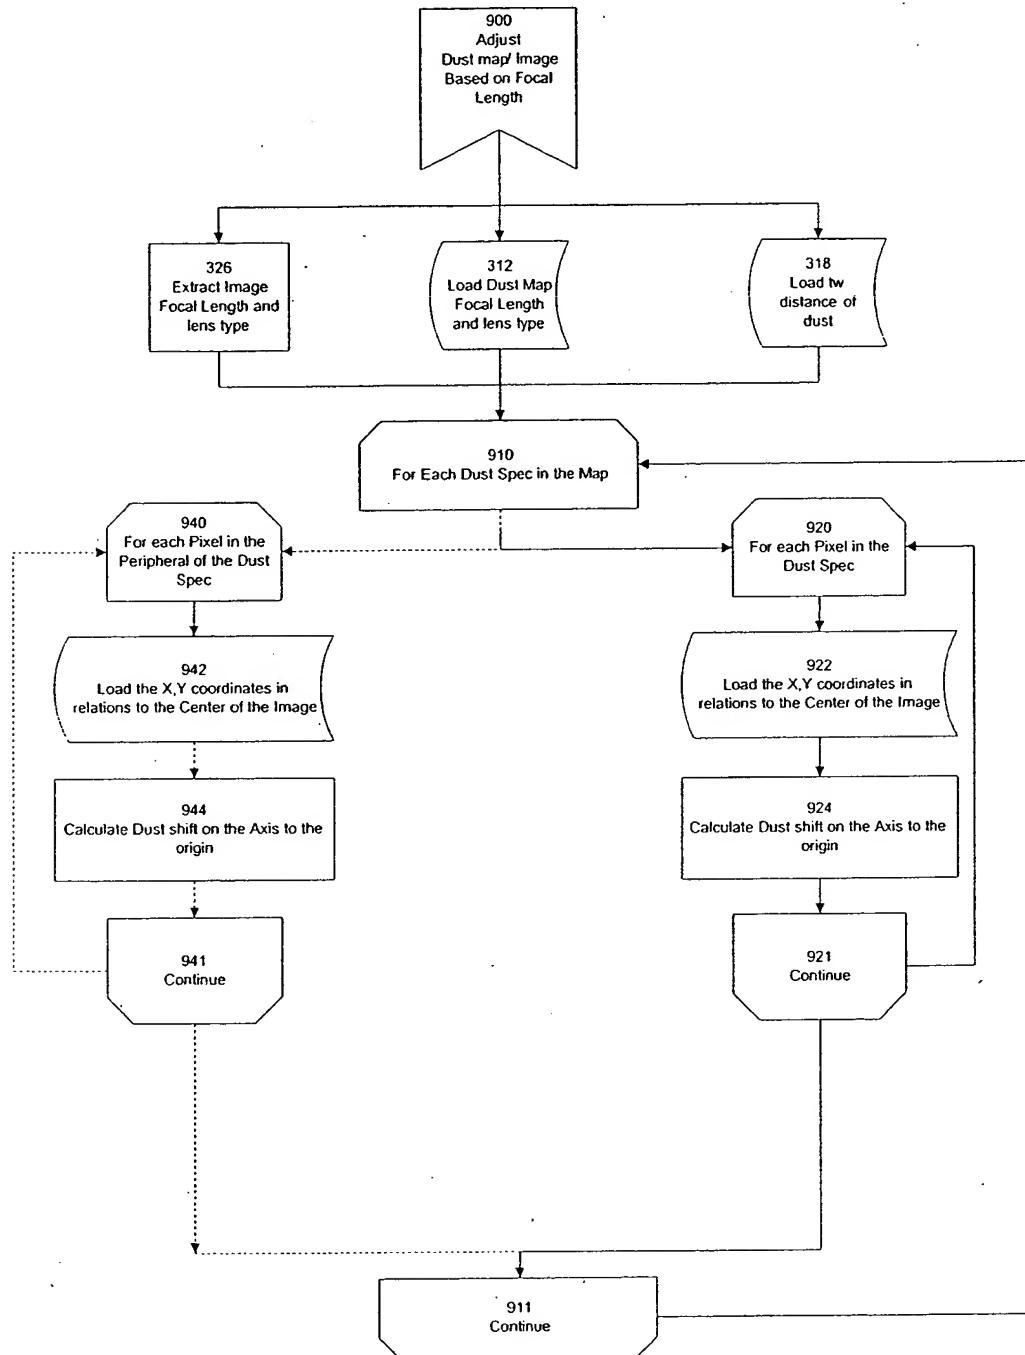 900
Adjust
Dust map/ Image
Based on Focal
Length
326
Extract Image
Focal Length and
lens type
312
Load Dust Map
Focal Length
and lens type
318
Load tw
distance of
dust
910
For Each Dust Spec in the Map
940
For each Pixel in the
Peripheral of the Dust
Spec
920
For each Pixel in the
Dust Spec
942
Load the X,Y coordinates in
relations to the Center of the Image
922
Load the X,Y coordinates in
relations to the Center of the Image
944
Calculate Dust shift on the Axis to the
origin
924
Calculate Dust shift on the Axis to the
origin
941
Continue
921
Continue
911
Continue